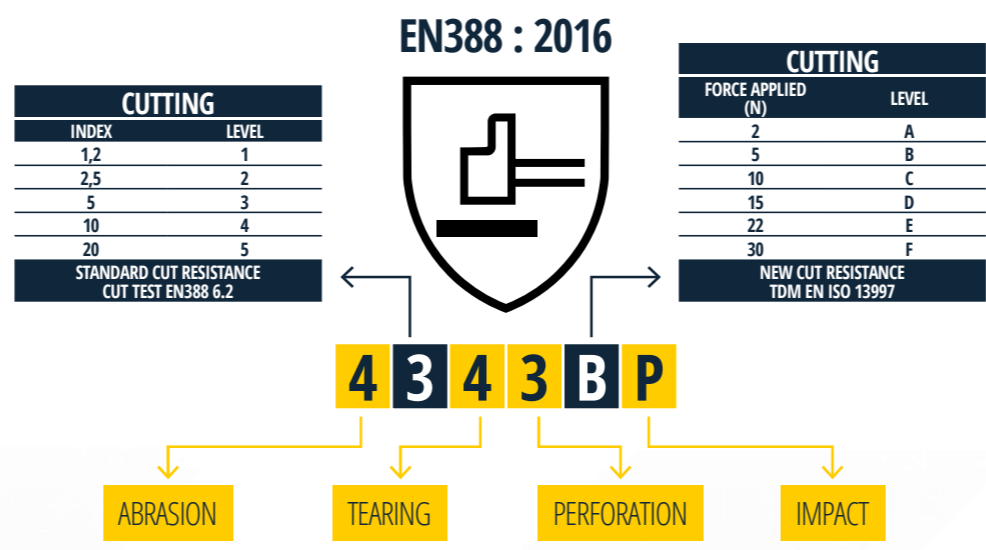 EN388 : 2016
CUTTING
INDEX LEVEL
1,2 1
2,5 2
5 3
10 4
20 5
STANDARD CUT RESISTANCE
CUT TEST EN388 6.2
CUTTING
FORCE APPLIED
(N)
LEVEL
2 A
5 B
10 C
15 D
22 E
30 F
NEW CUT RESISTANCE
TDM EN ISO 13997
4 3 4 3 B P
ABRASION
TEARING
PERFORATION
IMPACT